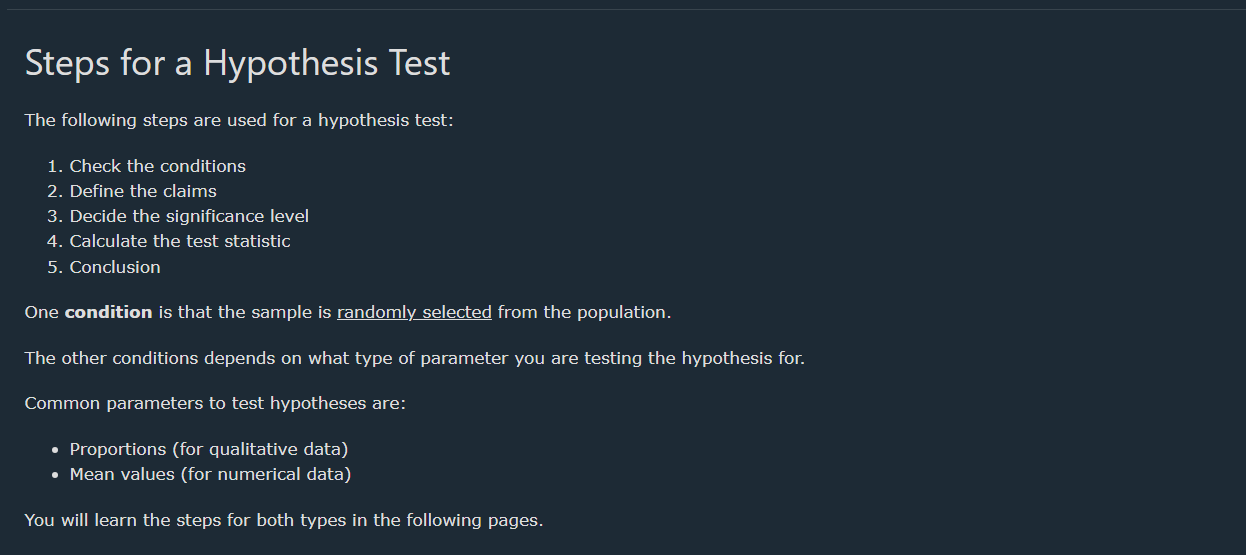 Steps for a Hypothesis Test
The following steps are used for a hypothesis test:
1. Check the conditions
2. Define the claims
3. Decide the significance level
4. Calculate the test statistic
5. Conclusion
One condition is that the sample is randomly selected from the population.
The other conditions depends on what type of parameter you are testing the hypothesis for.
Common parameters to test hypotheses are:
• Proportions (for qualitative data)
• Mean values (for numerical data)
You will learn the steps for both types in the following pages.